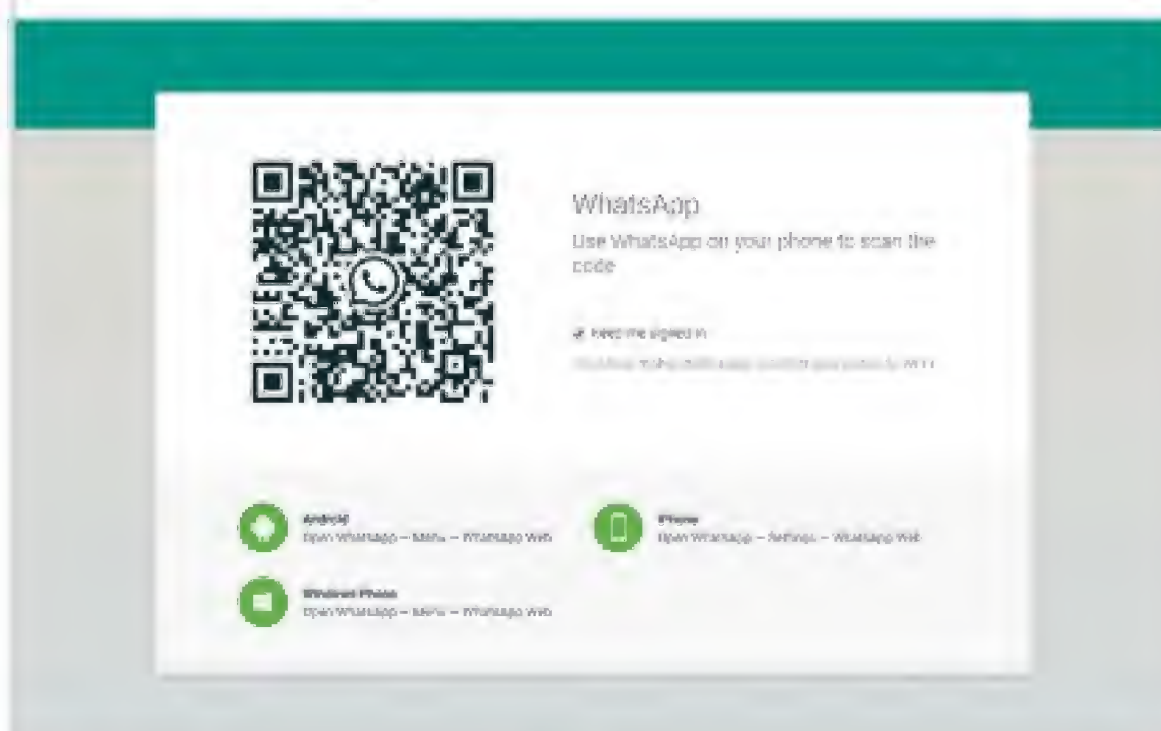 WhatsApp
Use WhatsApp on your phone to scan the
code
Keep me signed in
Android
Open WhatsApp – Menu – WhatsApp Web
iPhone
Open WhatsApp – Settings – WhatsApp Web
Windows Phone
Open WhatsApp – Menu – WhatsApp Web